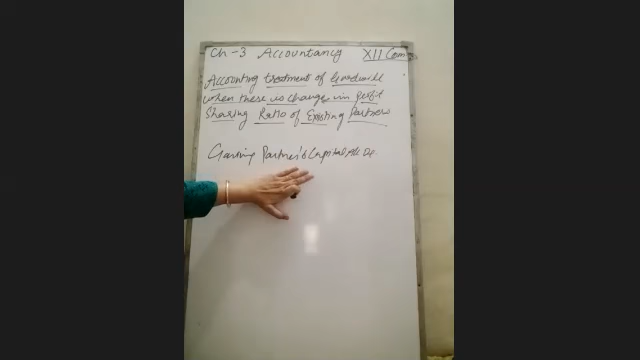 Ch-3 Accountancy XII Com
Accounting treatment of Goodwill
when there is change in profit
Sharing Ratio of Existing Partners
Gaining Partner's Capital A/c Dr.